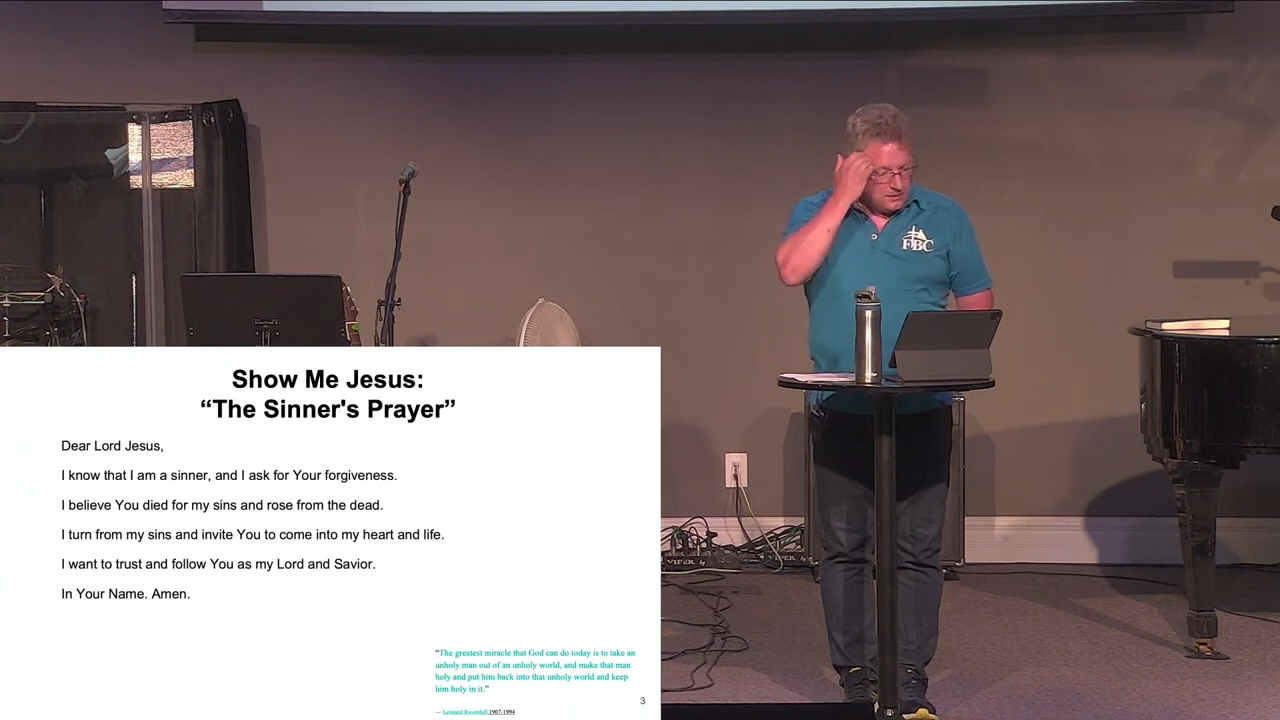 FBC
Show Me Jesus:
“The Sinner's Prayer”
Dear Lord Jesus,
I know that I am a sinner, and I ask for Your forgiveness.
I believe You died for my sins and rose from the dead.
I turn from my sins and invite You to come into my heart and life.
I want to trust and follow You as my Lord and Savior.
In Your Name. Amen.
“The greatest miracle that God can do today is to take an
unholy man out of an unholy world, and make that man
holy and put him back into that unholy world and keep
him holy in it.”
— Leonard Ravenhill 1907-1994
3
VIPER
VIPER